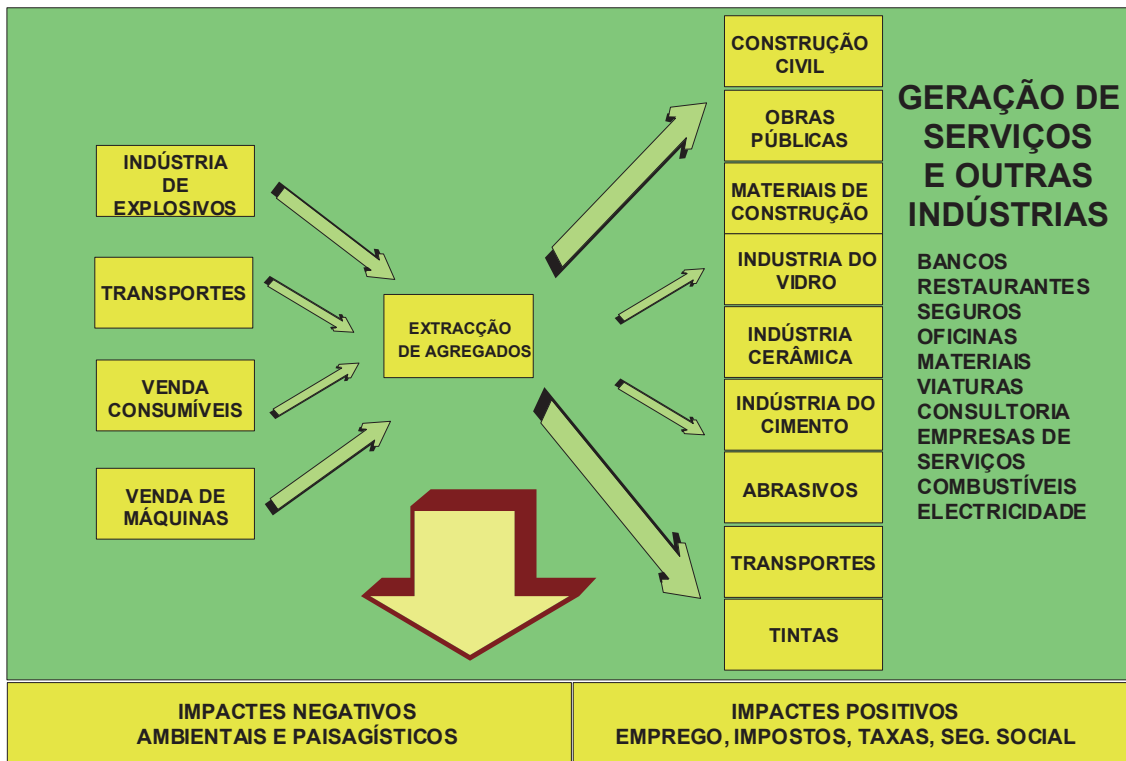 INDÚSTRIA
DE
EXPLOSIVOS
TRANSPORTES
VENDA
CONSUMÍVEIS
VENDA DE
MÁQUINAS
EXTRACÇÃO
DE AGREGADOS
CONSTRUÇÃO
CIVIL
OBRAS
PÚBLICAS
MATERIAIS DE
CONSTRUÇÃO
INDUSTRIA DO
VIDRO
INDÚSTRIA
CERÂMICA
INDÚSTRIA DO
CIMENTO
ABRASIVOS
TRANSPORTES
TINTAS
GERAÇÃO DE
SERVIÇOS
E OUTRAS
INDÚSTRIAS
BANCOS
RESTAURANTES
SEGUROS
OFICINAS
MATERIAIS
VIATURAS
CONSULTORIA
EMPRESAS DE
SERVIÇOS
COMBUSTÍVEIS
ELECTRICIDADE
IMPACTES NEGATIVOS
AMBIENTAIS E PAISAGÍSTICOS
IMPACTES POSITIVOS
EMPREGO, IMPOSTOS, TAXAS, SEG. SOCIAL